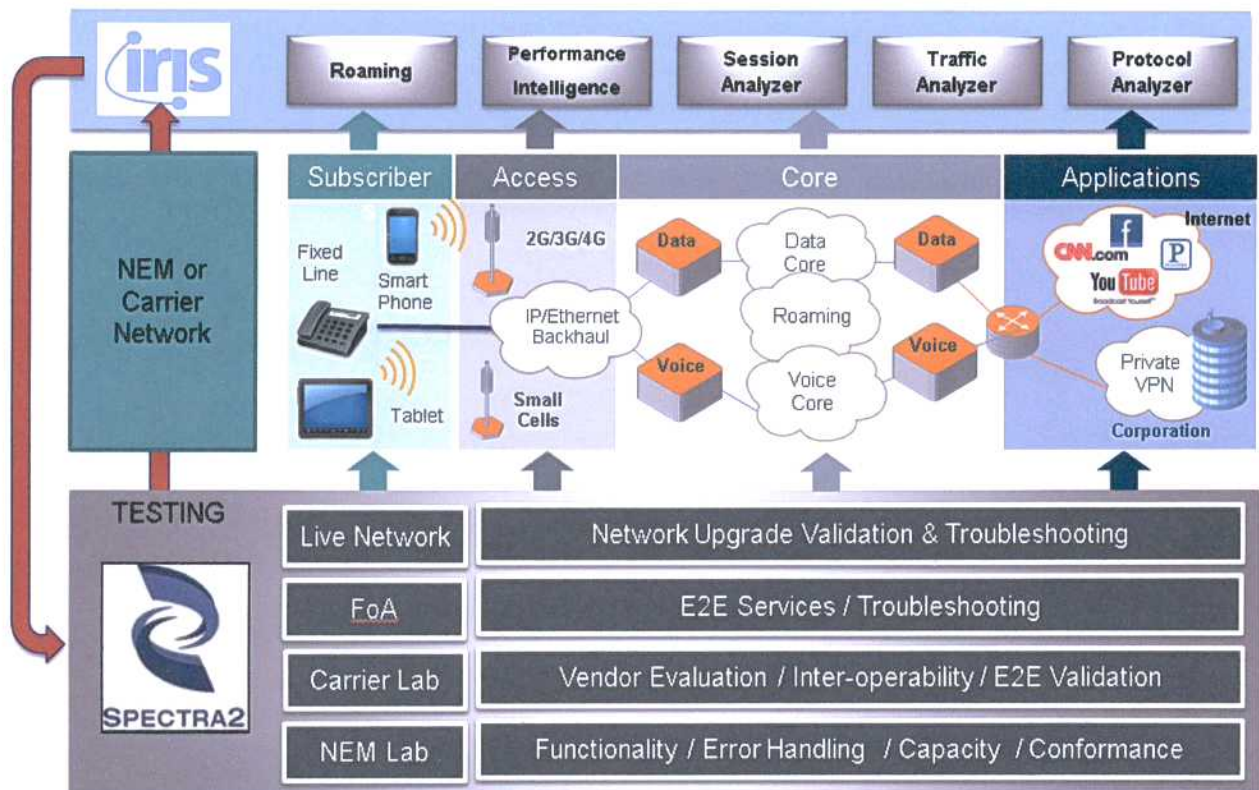 iris
Roaming
Performance
Intelligence
Session
Analyzer
Traffic
Analyzer
Protocol
Analyzer
NEM or
Carrier
Network
Subscriber
Access
Core
Applications
Fixed
Line
Smart
Phone
Tablet
2G/3G/4G
IP/Ethernet
Backhaul
Small
Cells
Data
Voice
Data
Core
Roaming
Voice
Core
Data
Voice
Internet
f
CNN.com
P
YouTube
Broadcast Yourself™
Private
VPN
Corporation
TESTING
SPECTRA2
Live Network
Network Upgrade Validation & Troubleshooting
FoA
E2E Services / Troubleshooting
Carrier Lab
Vendor Evaluation / Inter-operability / E2E Validation
NEM Lab
Functionality / Error Handling / Capacity / Conformance